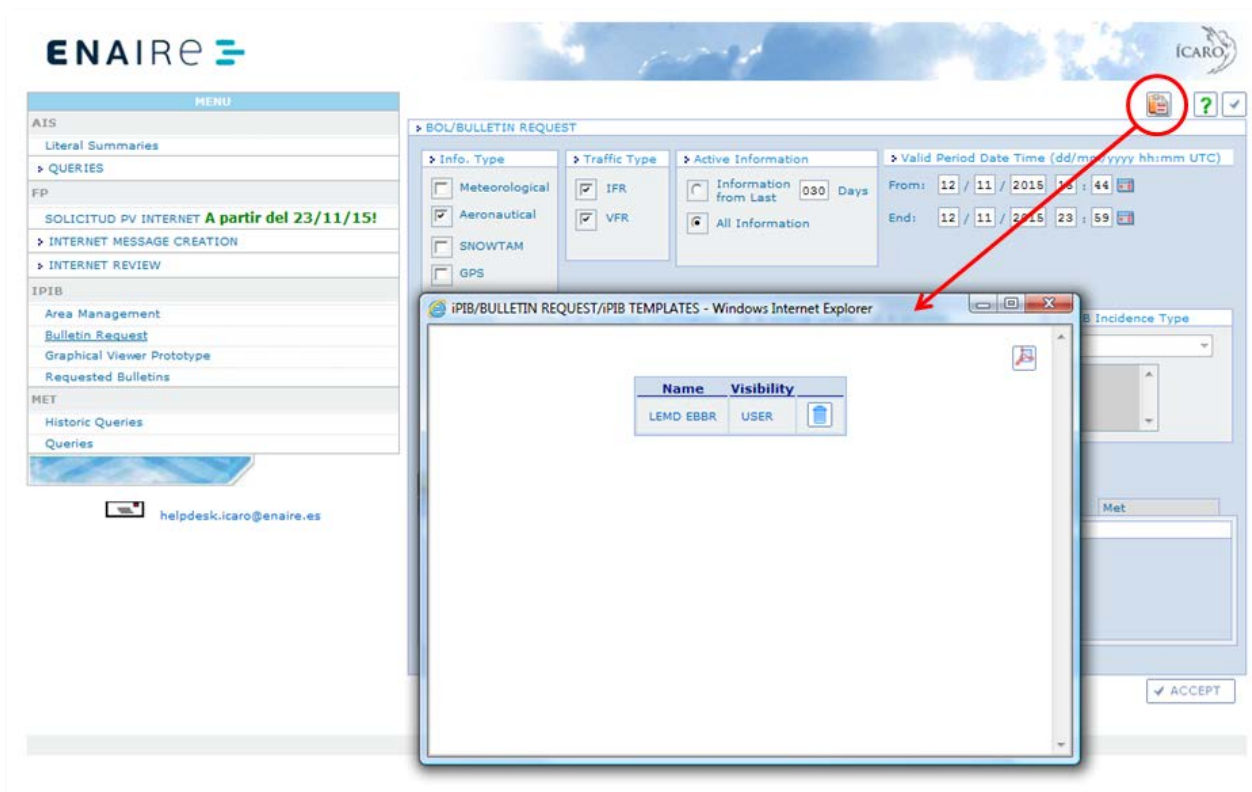 ENAIRe
ÍCARO
MENU
AIS
Literal Summaries
QUERIES
FP
SOLICITUD PV INTERNET A partir del 23/11/15!
INTERNET MESSAGE CREATION
INTERNET REVIEW
IPIB
Area Management
Bulletin Request
Graphical Viewer Prototype
Requested Bulletins
MET
Historic Queries
Queries
helpdesk.icaro@enaire.es
?
BOL/BULLETIN REQUEST
Info. Type
Meteorological
Aeronautical
SNOWTAM
GPS
Traffic Type
IFR
VFR
Active Information
Information from Last 030 Days
All Information
Valid Period Date Time (dd/mm/yyyy hh:mm UTC)
From: 12 / 11 / 2015 : 44
End: 12 / 11 / 2015 23 : 59
B Incidence Type
iPIB/BULLETIN REQUEST/iPIB TEMPLATES - Windows Internet Explorer
Name Visibility
LEMD EBBR USER
Met
ACCEPT